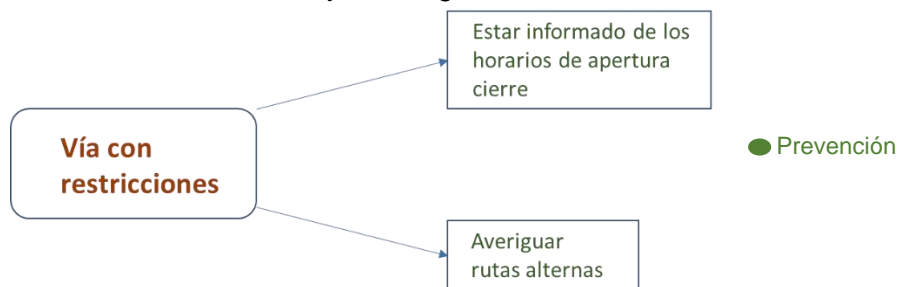 Estar informado de los
horarios de apertura
cierre
Vía con
restricciones
Prevención
Averiguar
rutas alternas